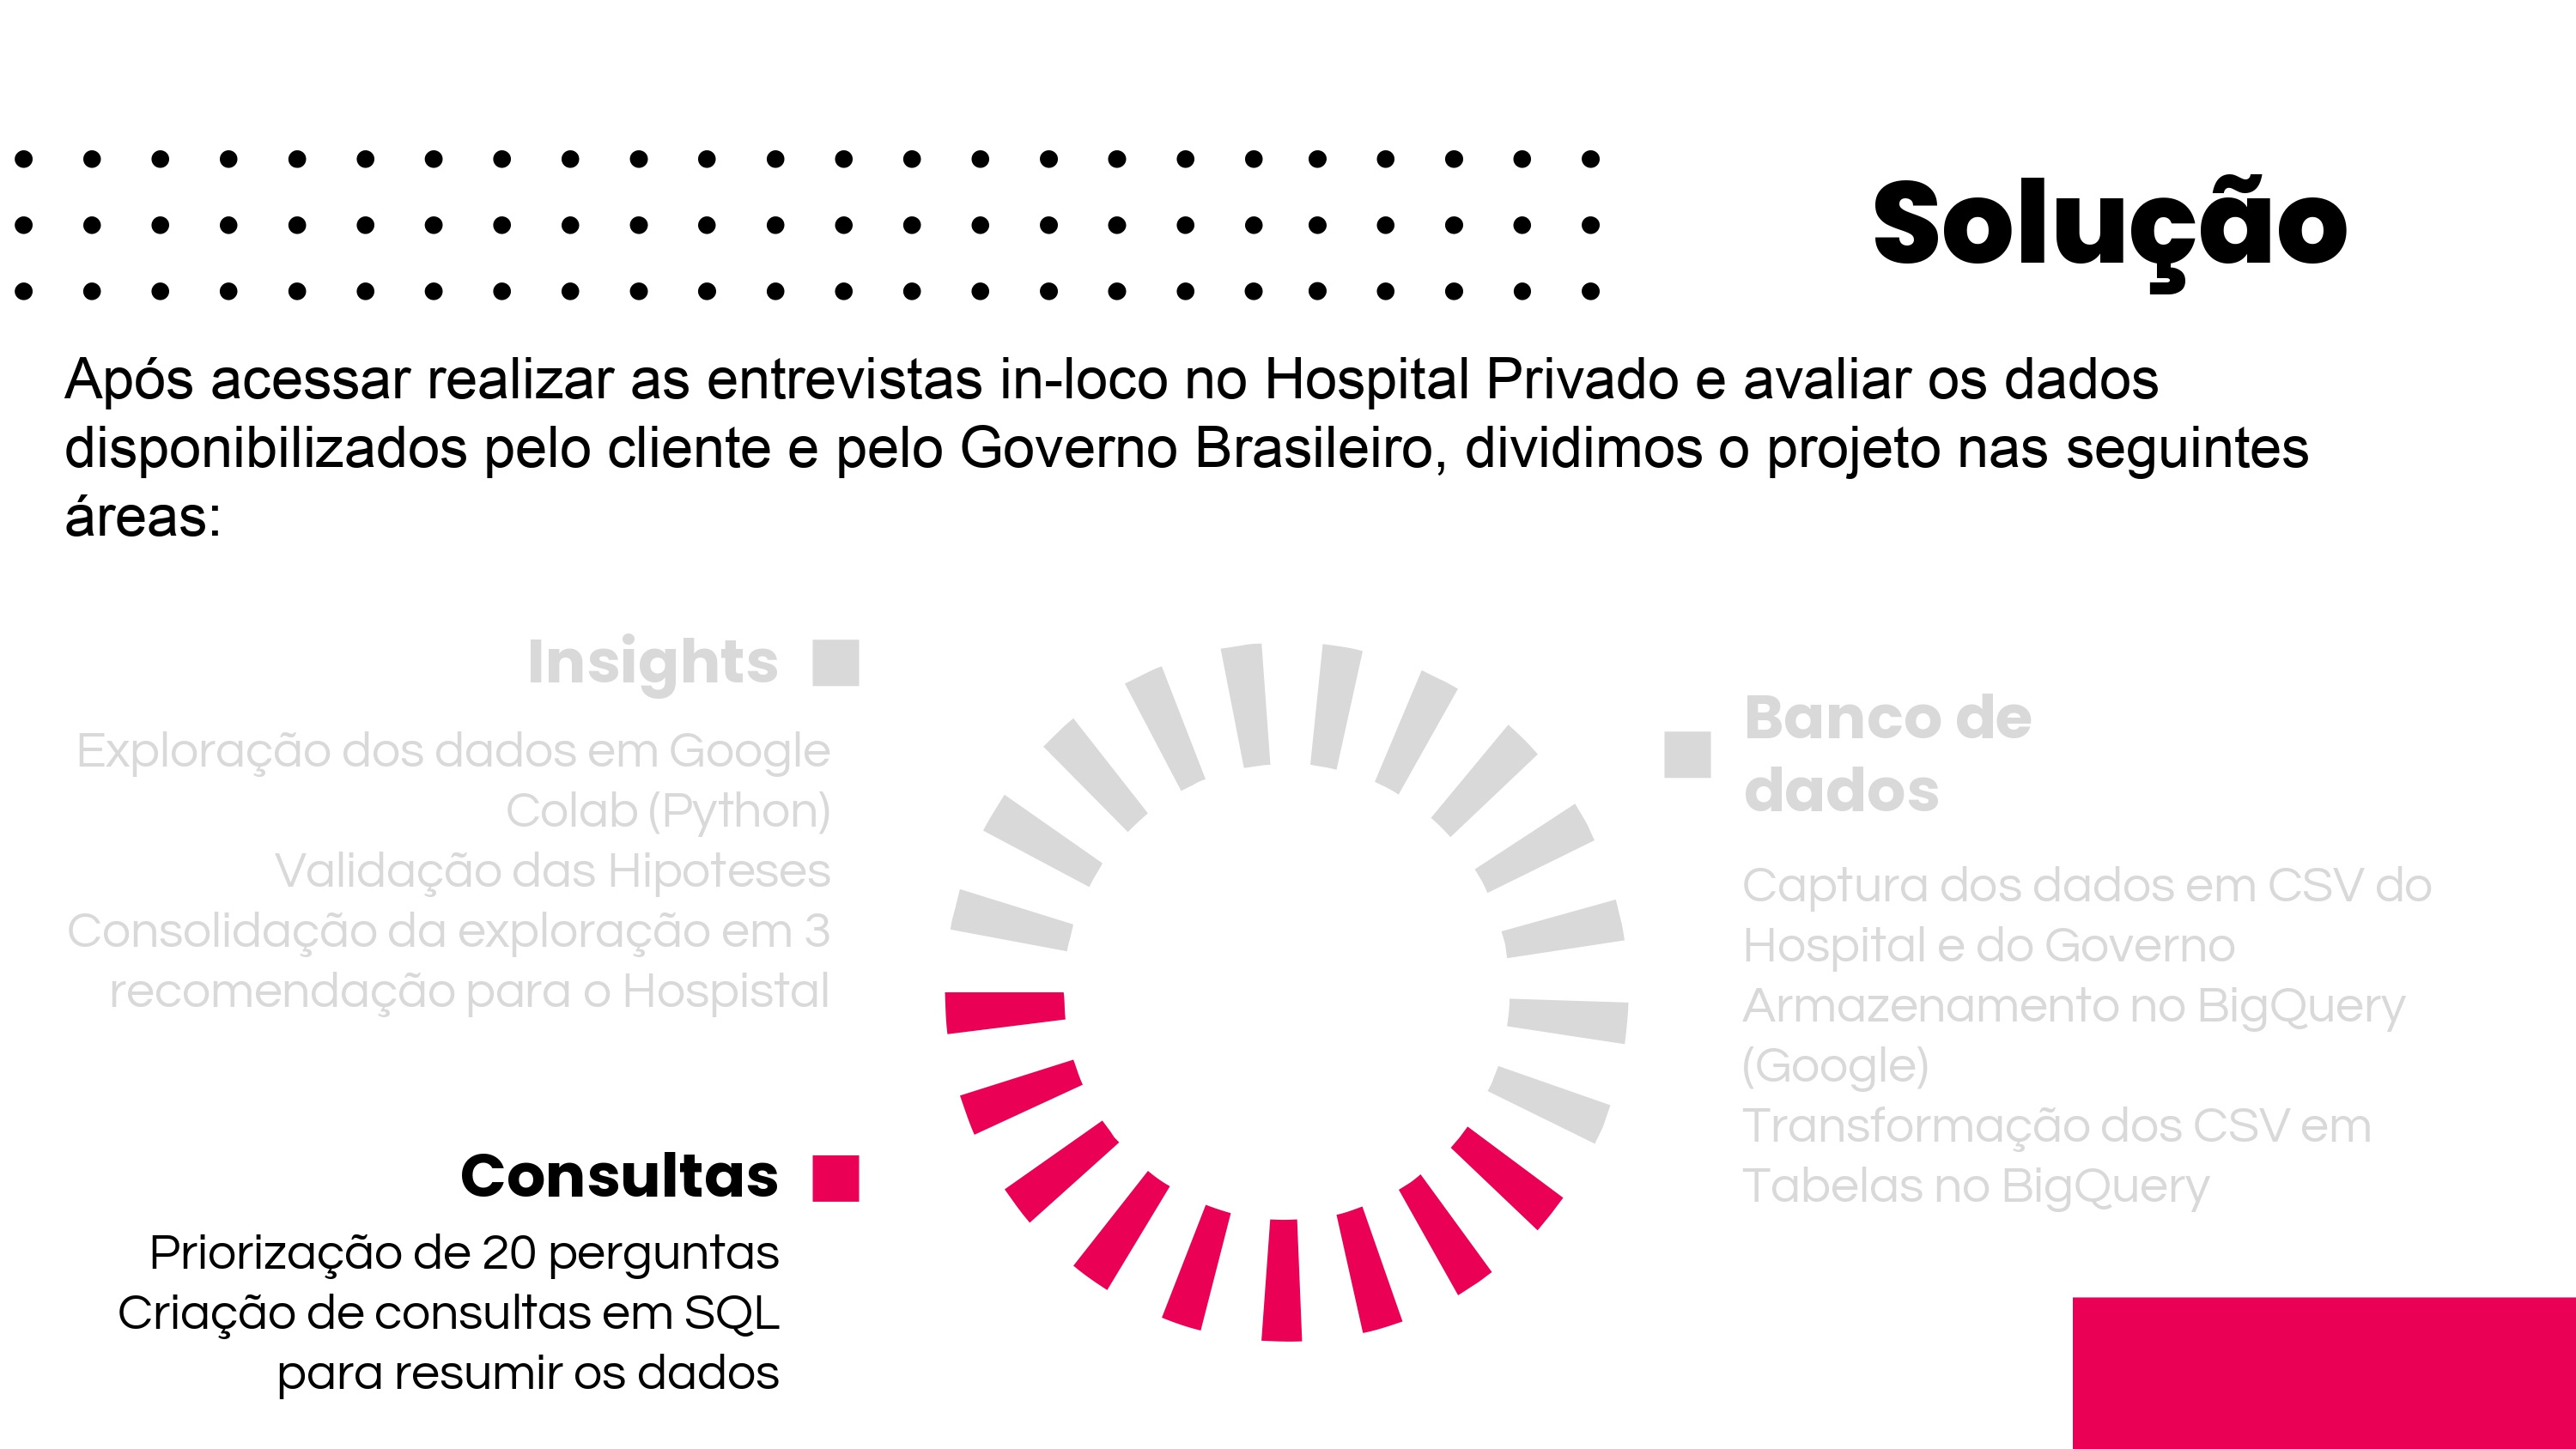 Solução
Após acessar realizar as entrevistas in-loco no Hospital Privado e avaliar os dados
disponibilizados pelo cliente e pelo Governo Brasileiro, dividimos o projeto nas seguintes
áreas:
Insights
Exploração dos dados em Google
Colab (Python)
Validação das Hipoteses
Consolidação da exploração em 3
recomendação para o Hospistal
Consultas
Priorização de 20 perguntas
Criação de consultas em SQL
para resumir os dados
Banco de
dados
Captura dos dados em CSV do
Hospital e do Governo
Armazenamento no BigQuery
(Google)
Transformação dos CSV em
Tabelas no BigQuery